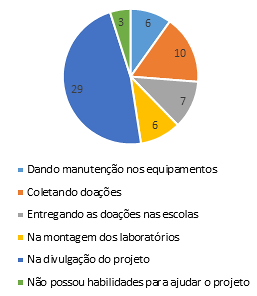 3
6
10
29
7
6
Dando manutenção nos equipamentos
Coletando doações
Entregando as doações nas escolas
Na montagem dos laboratórios
Na divulgação do projeto
Não possou habilidades para ajudar o projeto